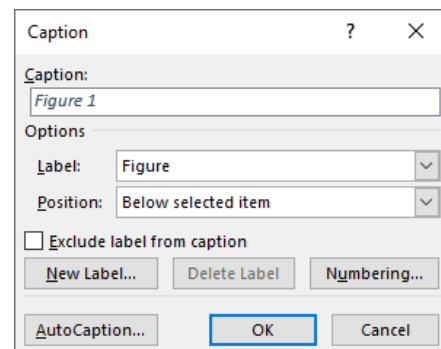 Caption ?
Caption:
Figure 1
Options
Label: Figure
Position: Below selected item
Exclude label from caption
New Label... Delete Label Numbering...
AutoCaption... OK Cancel